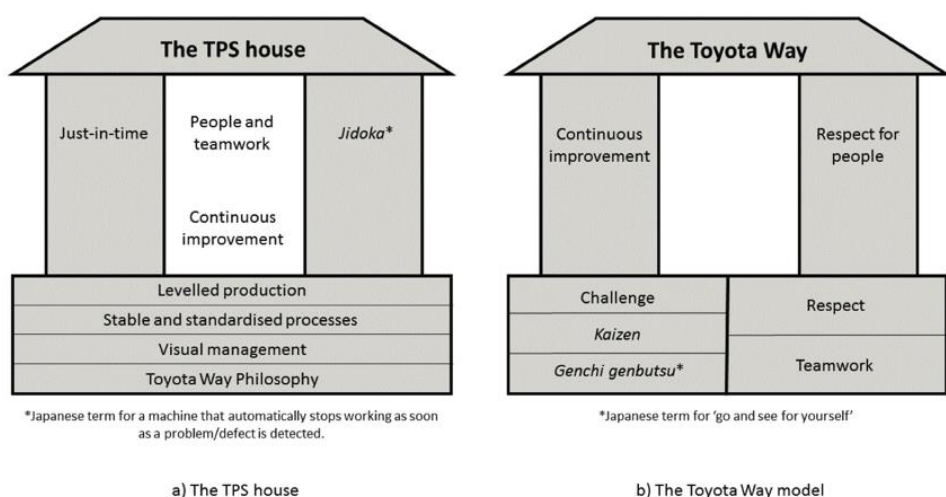 The TPS house
Just-in-time
People and
teamwork
Continuous
improvement
Jidoka*
Levelled production
Stable and standardised processes
Visual management
Toyota Way Philosophy
*Japanese term for a machine that automatically stops working as soon
as a problem/defect is detected.
a) The TPS house
The Toyota Way
Continuous
improvement
Respect for
people
Challenge
Kaizen
Genchi genbutsu*
Respect
Teamwork
*Japanese term for ‘go and see for yourself’
b) The Toyota Way model